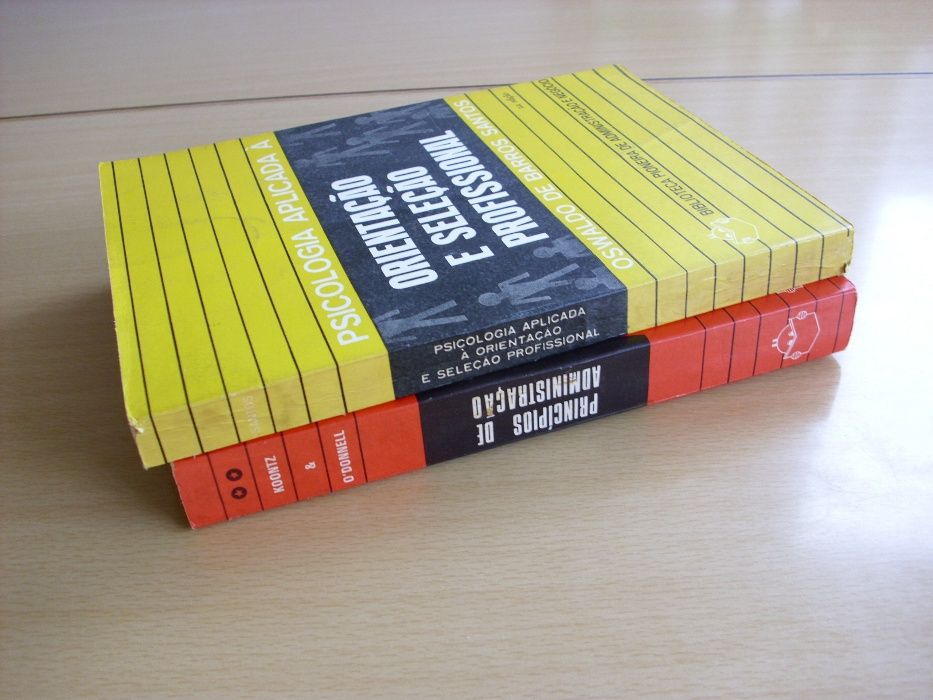 PSICOLOGIA APLICADA À
ORIENTAÇÃO
E SELEÇÃO
PROFISSIONAL
OSWALDO DE BARROS SANTOS
BIBLIOTECA PIONEIRA DE ADMINISTRAÇÃO E NEGÓCIOS
SANTOS
PSICOLOGIA APLICADA
À ORIENTAÇÃO
E SELEÇÃO PROFISSIONAL
KOONTZ
&
O'DONNELL
PRINCÍPIOS DE
ADMINISTRAÇÃO